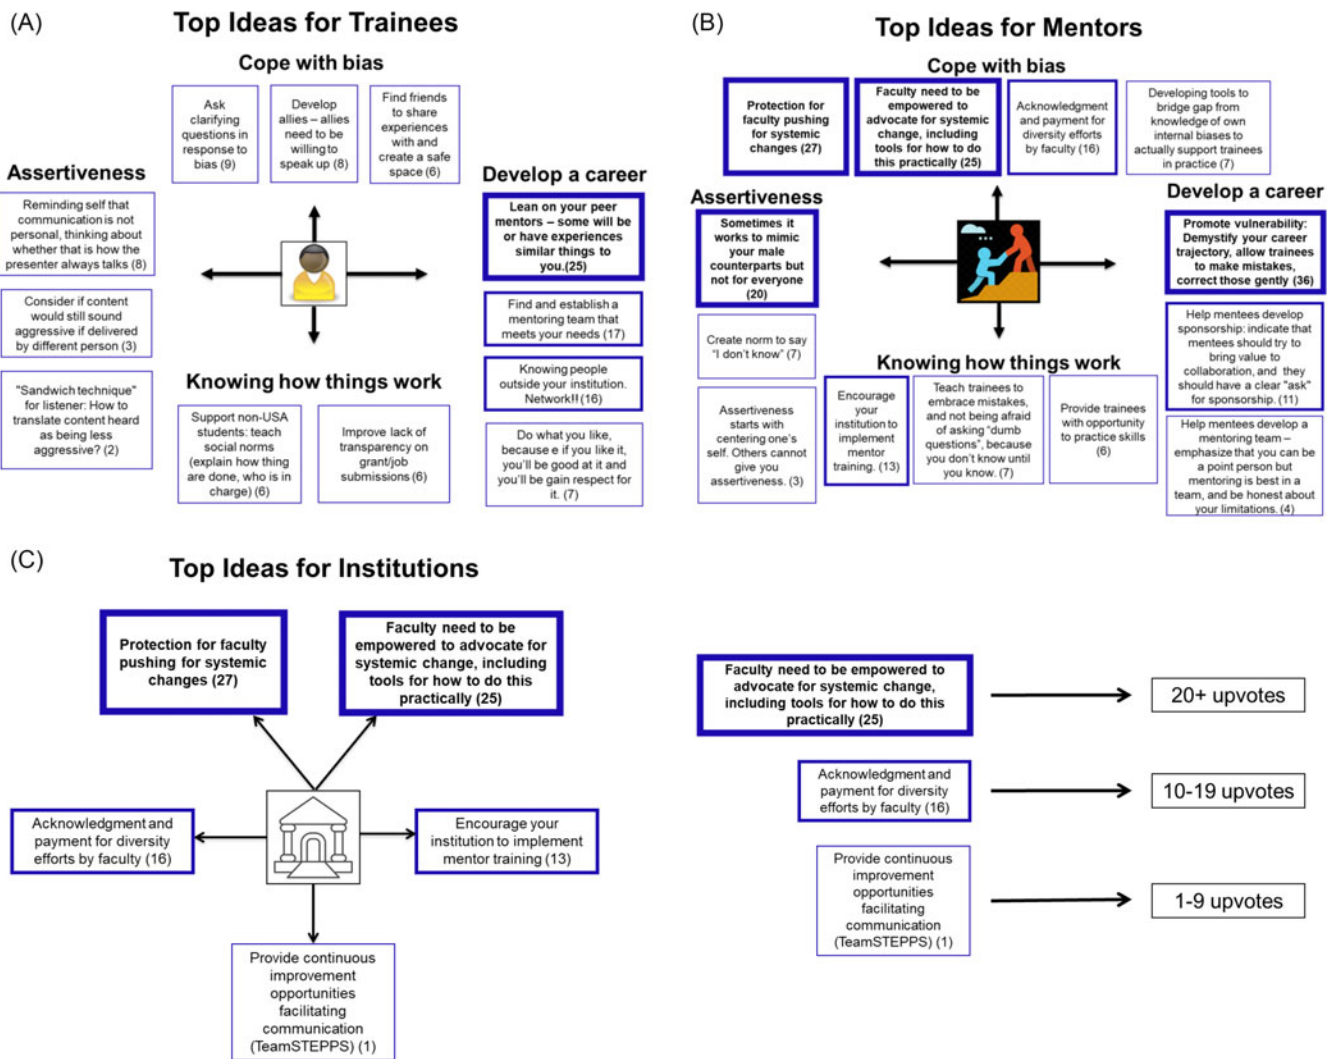 (A)
Top Ideas for Trainees
Cope with bias
Ask
clarifying
questions in
response to
bias (9)
Develop
allies – allies
need to be
willing to
speak up (8)
Find friends
to share
experiences
with and
create a safe
space (6)
Assertiveness
Reminding self that
communication is not
personal, thinking about
whether that is how the
presenter always talks (8)
Consider if content
would still sound
aggressive if delivered
by different person (3)
"Sandwich technique"
for listener: How to
translate content heard
as being less
aggressive? (2)
Develop a career
Lean on your peer
mentors – some will be
or have experiences
similar things to
you.(25)
Find and establish a
mentoring team that
meets your needs (17)
Knowing people
outside your institution.
Network!! (16)
Do what you like,
because e if you like it,
you'll be good at it and
you'll be gain respect for
it. (7)
Knowing how things work
Support non-USA
students: teach
social norms
(explain how thing
are done, who is in
charge) (6)
Improve lack of
transparency on
grant/job
submissions (6)
(B)
Top Ideas for Mentors
Cope with bias
Protection for
faculty pushing
for systemic
changes (27)
Faculty need to be
empowered to
advocate for systemic
change, including
tools for how to do
this practically (25)
Acknowledgment
and payment for
diversity efforts
by faculty (16)
Developing tools to
bridge gap from
knowledge of own
internal biases to
actually support trainees
in practice (7)
Assertiveness
Sometimes it
works to mimic
your male
counterparts but
not for everyone
(20)
Create norm to say
"I don't know" (7)
Assertiveness
starts with
centering one's
self. Others cannot
give you
assertiveness. (3)
Develop a career
Promote vulnerability:
Demystify your career
trajectory, allow trainees
to make mistakes,
correct those gently (36)
Help mentees develop
sponsorship: indicate that
mentees should try to
bring value to
collaboration, and they
should have a clear "ask"
for sponsorship. (11)
Help mentees develop a
mentoring team –
emphasize that you can be
a point person but
mentoring is best in a
team, and be honest about
your limitations. (4)
Knowing how things work
Encourage
your
institution to
implement
mentor
training. (13)
Teach trainees to
embrace mistakes,
and not being afraid
of asking "dumb
questions", because
you don't know until
you know. (7)
Provide trainees
with opportunity
to practice skills
(6)
(C)
Top Ideas for Institutions
Protection for faculty
pushing for systemic
changes (27)
Faculty need to be
empowered to advocate for
systemic change, including
tools for how to do this
practically (25)
Acknowledgment and
payment for diversity
efforts by faculty (16)
Encourage your
institution to implement
mentor training (13)
Provide continuous
improvement
opportunities
facilitating
communication
(TeamSTEPPS) (1)
Faculty need to be empowered to
advocate for systemic change,
including tools for how to do this
practically (25)
20+ upvotes
Acknowledgment and
payment for diversity
efforts by faculty (16)
10-19 upvotes
Provide continuous
improvement
opportunities
facilitating
communication
(TeamSTEPPS) (1)
1-9 upvotes